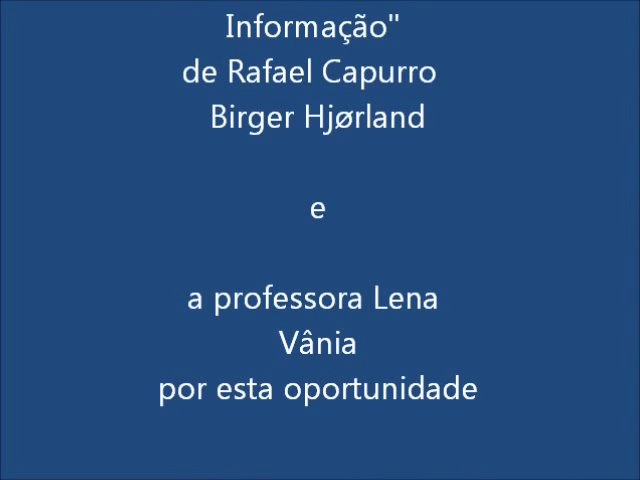 Informação"
de Rafael Capurro
Birger Hjørland
e
a professora Lena
Vânia
por esta oportunidade